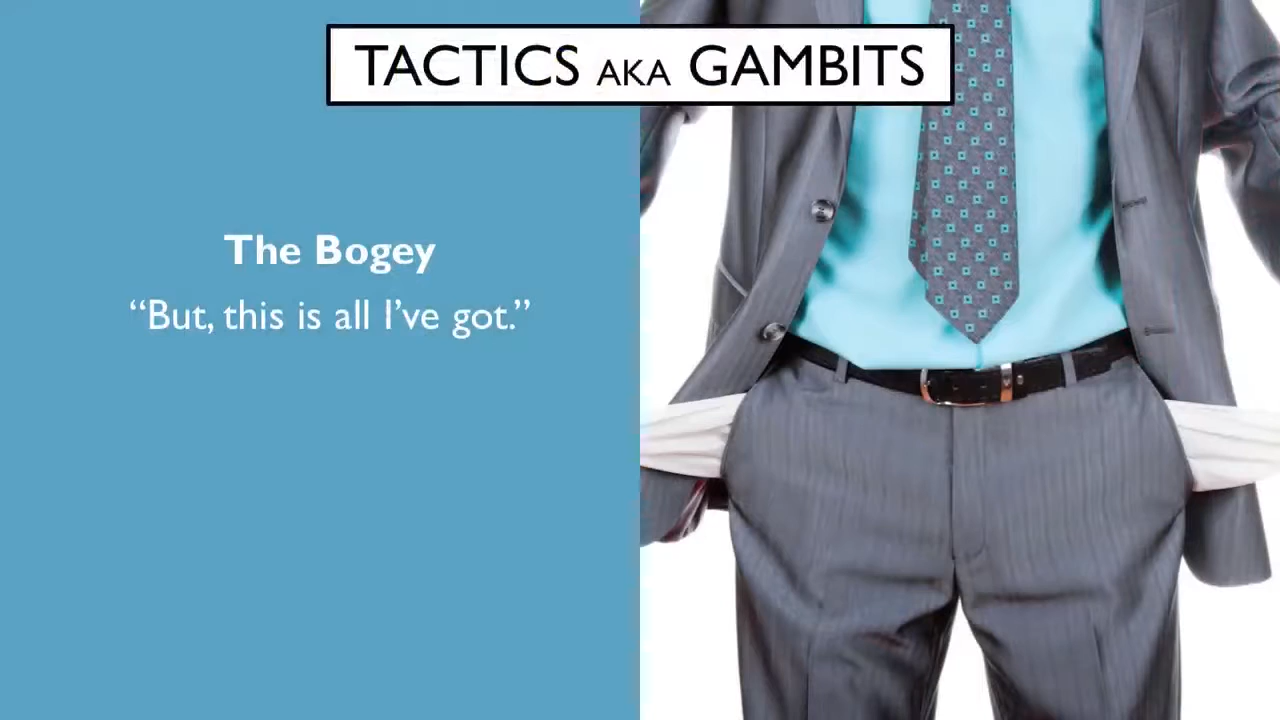 TACTICS AKA GAMBITS
The Bogey
“But, this is all I’ve got.”